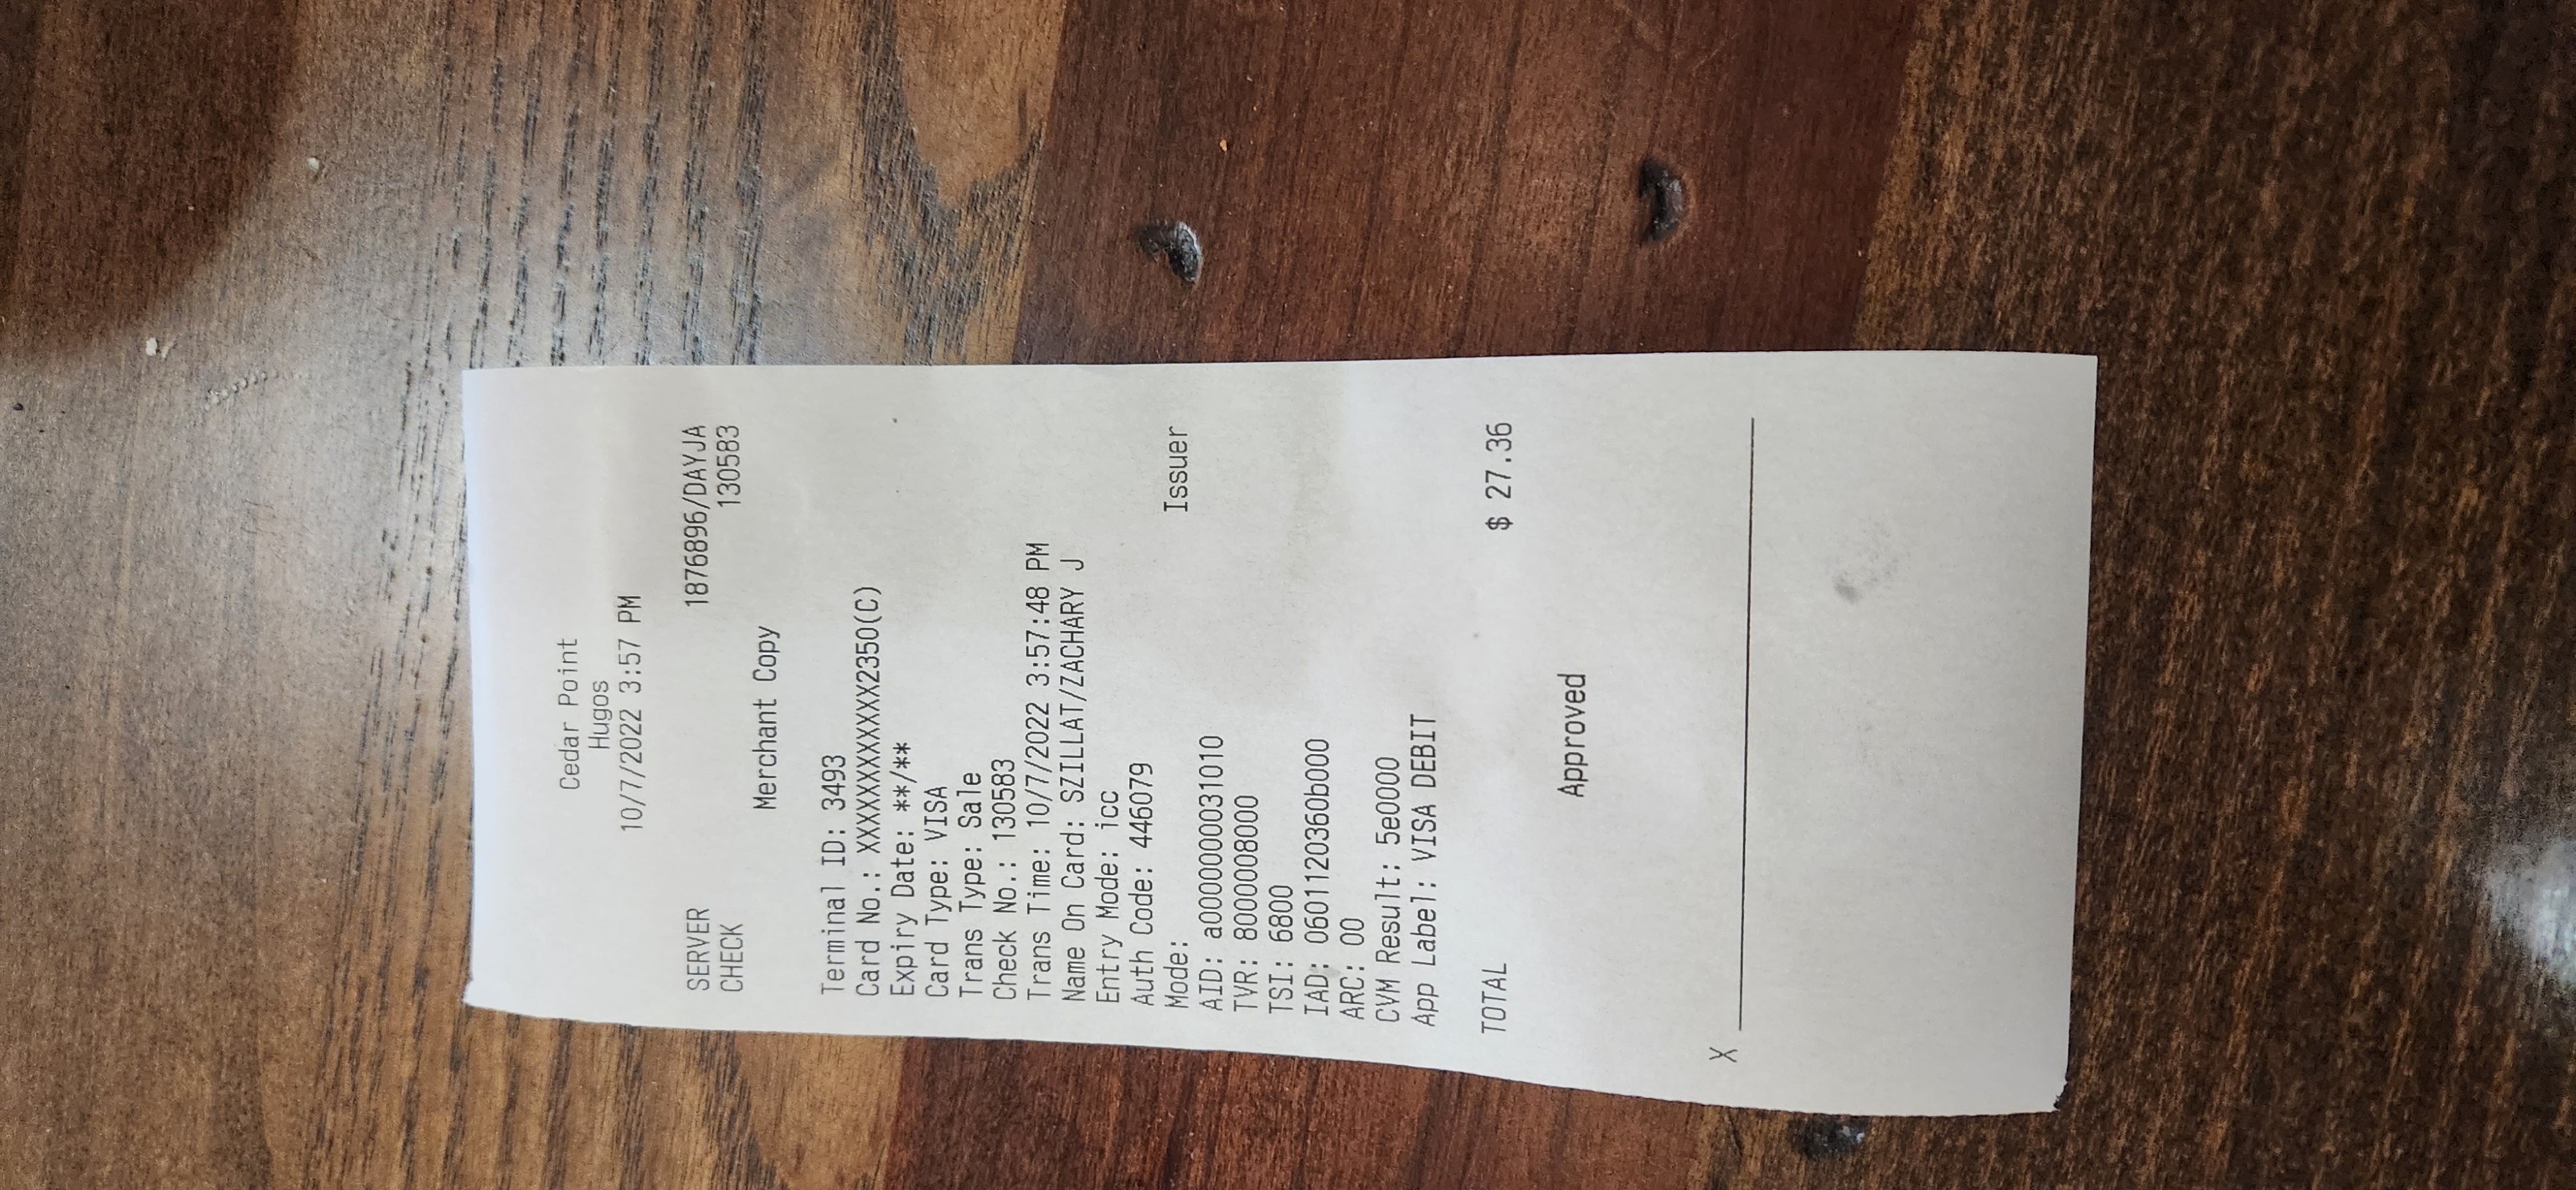 Cedar Point
Hugos
10/7/2022 3:57 PM
SERVER 1876896/DAYJA
CHECK 130583
Merchant Copy
Terminal ID: 3493
Card No.: XXXXXXXXXXXX2350(C)
Expiry Date: **/**
Card Type: VISA
Trans Type: Sale
Check No.: 130583
Trans Time: 10/7/2022 3:57:48 PM
Name On Card: SZILLAT/ZACHARY J
Entry Mode: icc
Auth Code: 446079
Mode: Issuer
AID: a0000000031010
TVR: 8000008000
TSI: 6800
IAD: 0601120360b000
ARC: 00
CVM Result: 5e0000
App Label: VISA DEBIT
TOTAL $ 27.36
Approved
X